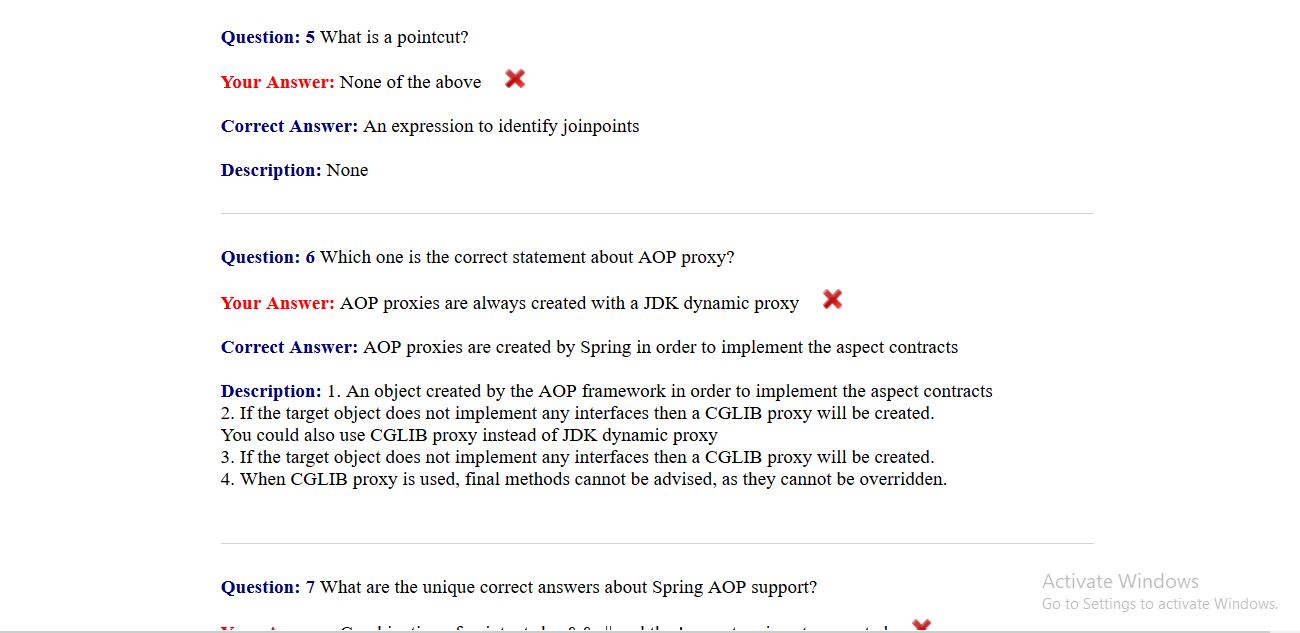 Question: 5 What is a pointcut?
Your Answer: None of the above
Correct Answer: An expression to identify joinpoints
Description: None
Question: 6 Which one is the correct statement about AOP proxy?
Your Answer: AOP proxies are always created with a JDK dynamic proxy
Correct Answer: AOP proxies are created by Spring in order to implement the aspect contracts
Description: 1. An object created by the AOP framework in order to implement the aspect contracts
2. If the target object does not implement any interfaces then a CGLIB proxy will be created.
You could also use CGLIB proxy instead of JDK dynamic proxy
3. If the target object does not implement any interfaces then a CGLIB proxy will be created.
4. When CGLIB proxy is used, final methods cannot be advised, as they cannot be overridden.
Question: 7 What are the unique correct answers about Spring AOP support?
Activate Windows
Go to Settings to activate Windows.